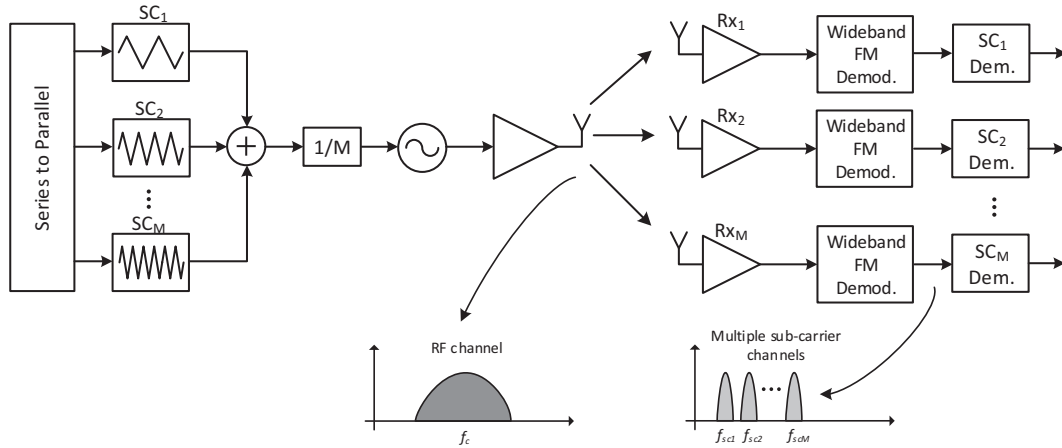 Series to Parallel
SC1
SC2
...
SCM
+
1/M
Rx1
Wideband
FM
Demod.
SC1
Dem.
Rx2
Wideband
FM
Demod.
SC2
Dem.
...
RxM
Wideband
FM
Demod.
SCM
Dem.
RF channel
fc
Multiple sub-carrier
channels
...
fsc1 fsc2 fscM